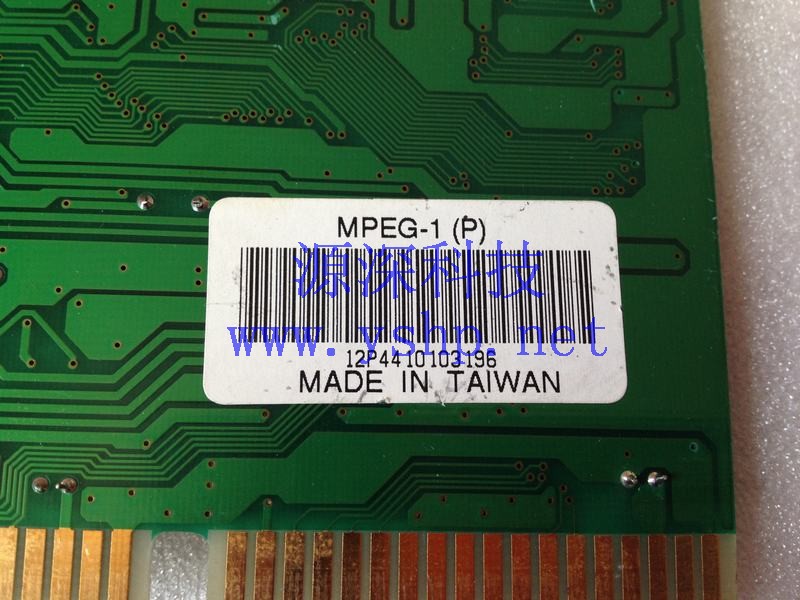 MPEG-1 (P)
源深科技
www.yshp.net
12P4410103196
MADE IN TAIWAN